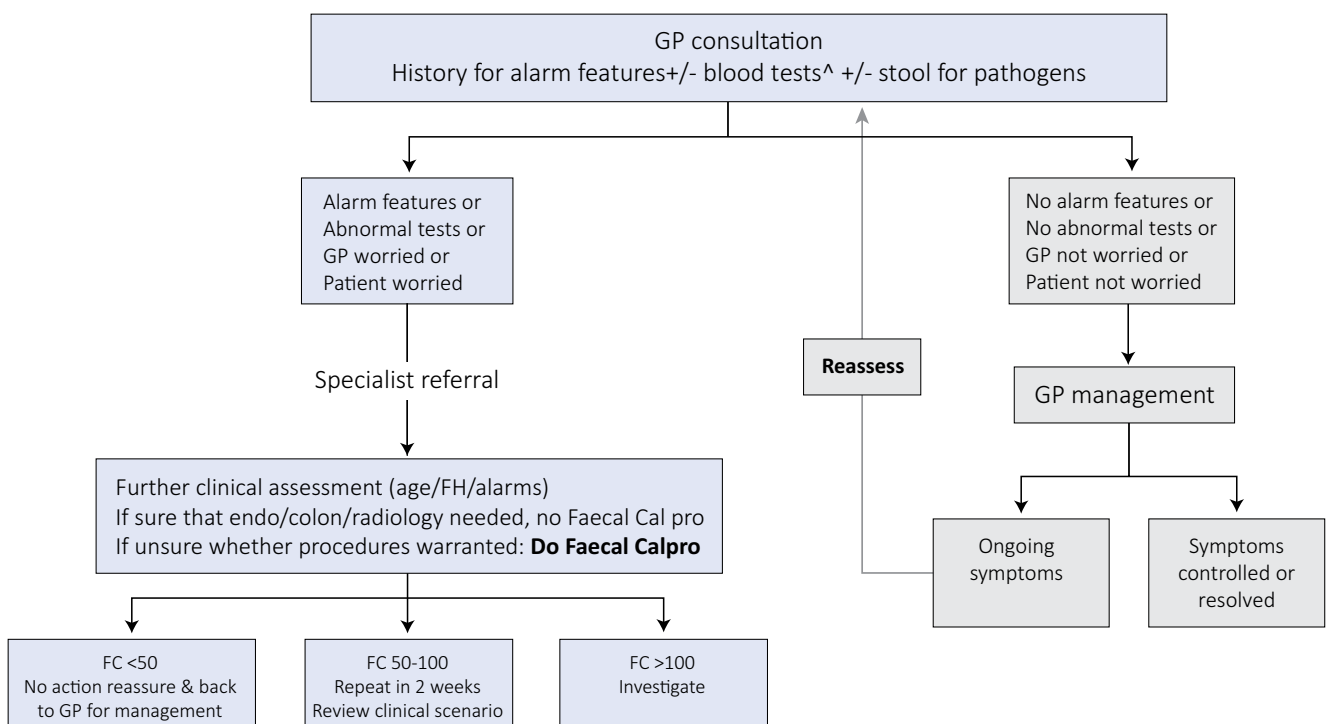 GP consultation
History for alarm features+/- blood tests^ +/- stool for pathogens
Alarm features or
Abnormal tests or
GP worried or
Patient worried
No alarm features or
No abnormal tests or
GP not worried or
Patient not worried
Reassess
Specialist referral
GP management
Further clinical assessment (age/FH/alarms)
If sure that endo/colon/radiology needed, no Faecal Cal pro
If unsure whether procedures warranted: Do Faecal Calpro
Ongoing
symptoms
Symptoms
controlled or
resolved
FC <50
No action reassure & back
to GP for management
FC 50-100
Repeat in 2 weeks
Review clinical scenario
FC >100
Investigate